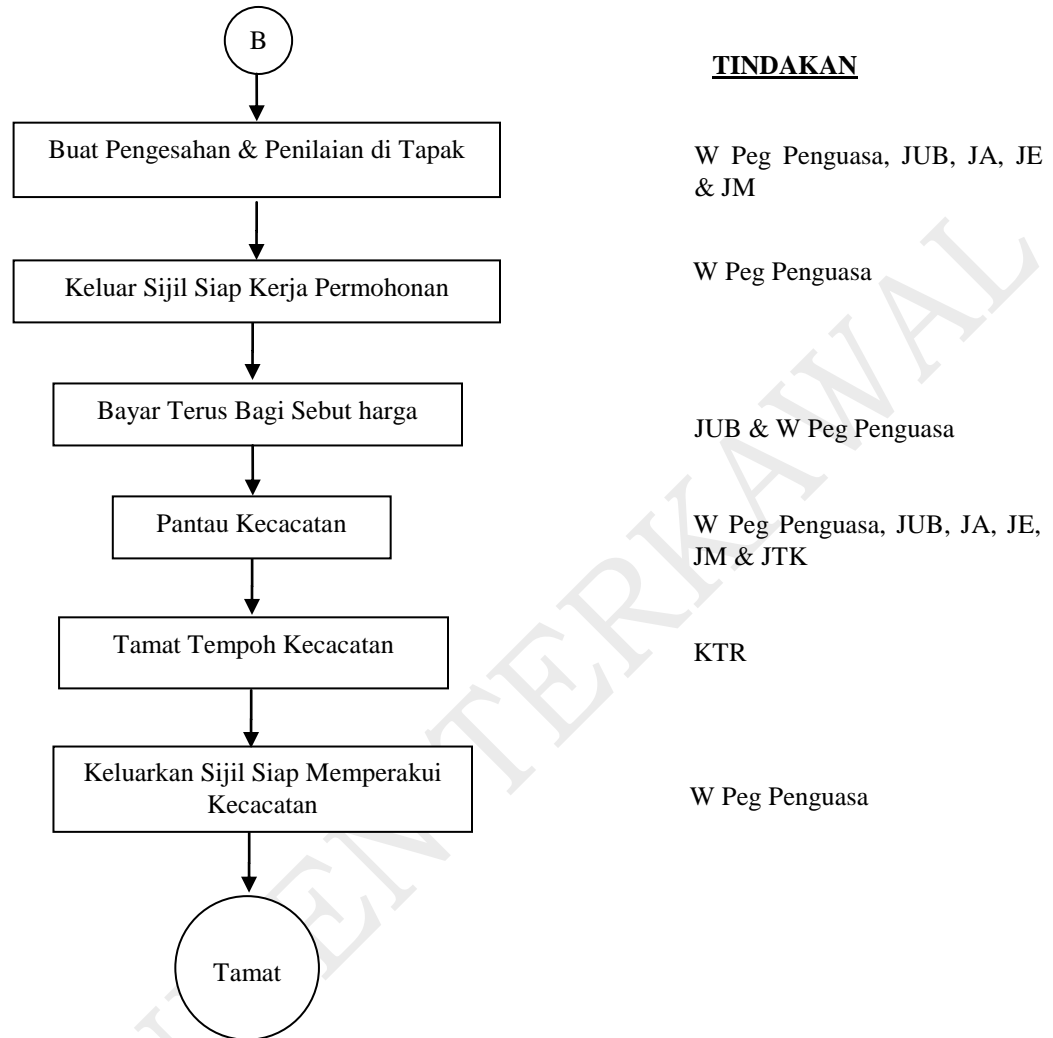 B
TINDAKAN
Buat Pengesahan & Penilaian di Tapak
W Peg Penguasa, JUB, JA, JE
& JM
Keluar Sijil Siap Kerja Permohonan
W Peg Penguasa
Bayar Terus Bagi Sebut harga
JUB & W Peg Penguasa
Pantau Kecacatan
W Peg Penguasa, JUB, JA, JE,
JM & JTK
Tamat Tempoh Kecacatan
KTR
Keluarkan Sijil Siap Memperakui
Kecacatan
W Peg Penguasa
Tamat
EN TERKAWAL